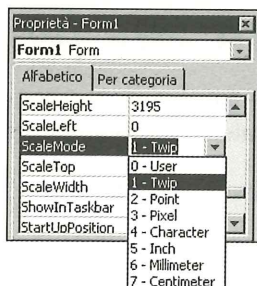 Proprietà - Form1
Form1 Form
Alfabetico Per categoria
ScaleHeight 3195
ScaleLeft 0
ScaleMode 1 - Twip
ScaleTop 0 - User
ScaleWidth 1 - Twip
ShowInTaskbar 2 - Point
StartUpPosition 3 - Pixel
4 - Character
5 - Inch
6 - Millimeter
7 - Centimeter